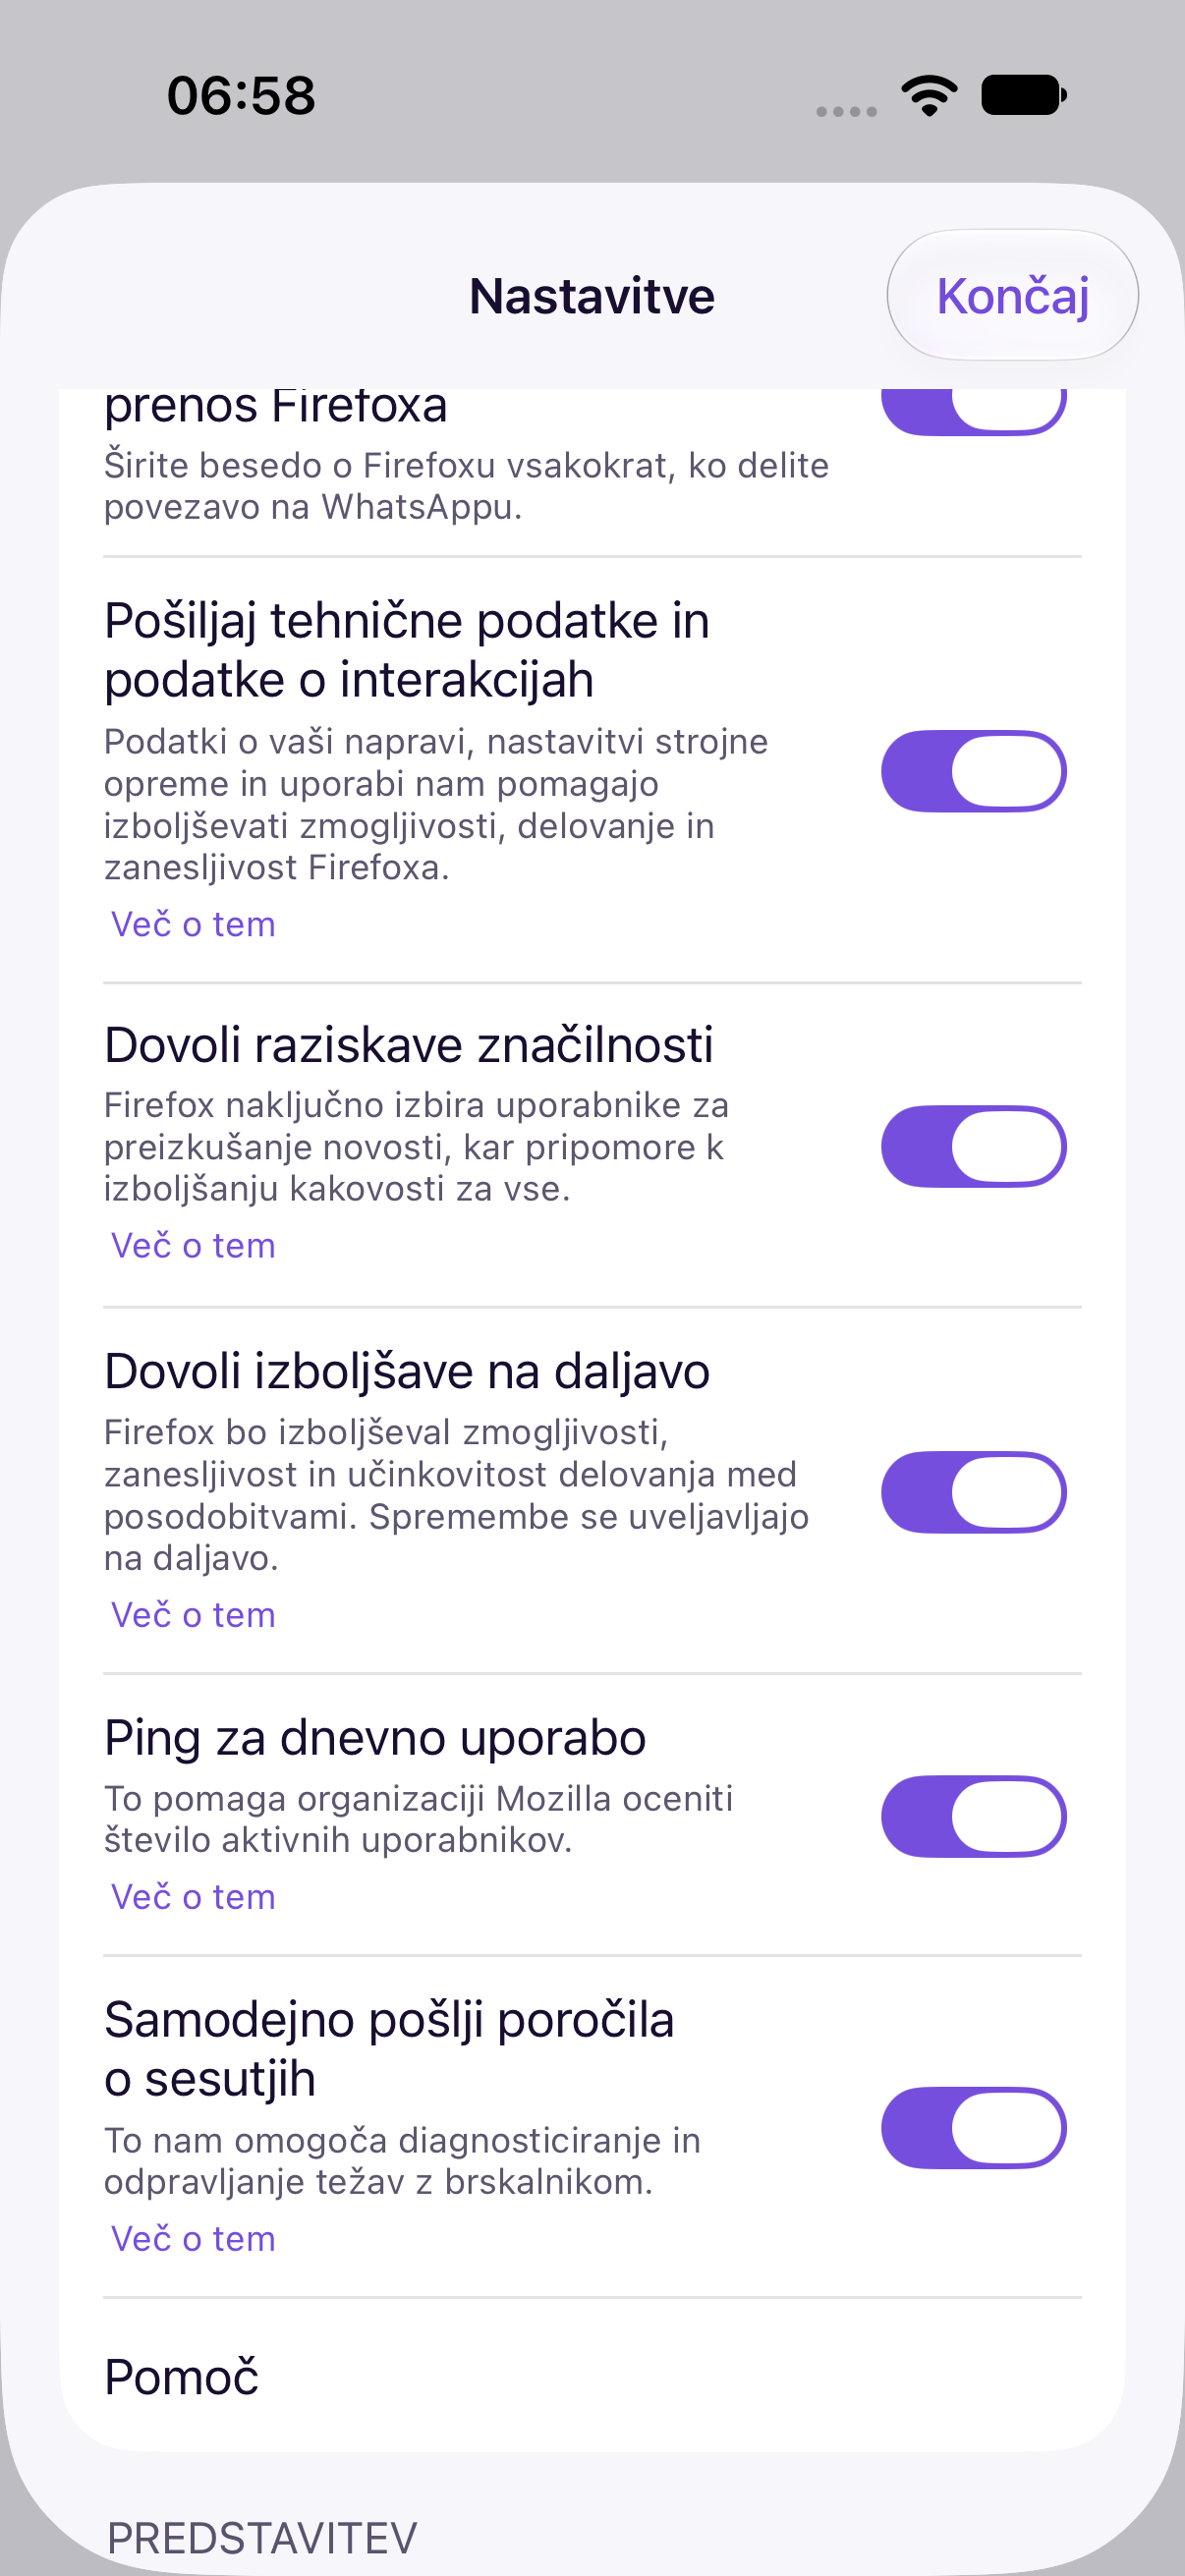 06:58
Nastavitve
Končaj
prenos Firefoxa
Širite besedo o Firefoxu vsakokrat, ko delite
povezavo na WhatsAppu.
Pošiljaj tehnične podatke in
podatke o interakcijah
Podatki o vaši napravi, nastavitvi strojne
opreme in uporabi nam pomagajo
izboljševati zmogljivosti, delovanje in
zanesljivost Firefoxa.
Več o tem
Dovoli raziskave značilnosti
Firefox naključno izbira uporabnike za
preizkušanje novosti, kar pripomore k
izboljšanju kakovosti za vse.
Več o tem
Dovoli izboljšave na daljavo
Firefox bo izboljševal zmogljivosti,
zanesljivost in učinkovitost delovanja med
posodobitvami. Spremembe se uveljavljajo
na daljavo.
Več o tem
Ping za dnevno uporabo
To pomaga organizaciji Mozilla oceniti
število aktivnih uporabnikov.
Več o tem
Samodejno pošlji poročila
o sesutjih
To nam omogoča diagnosticiranje in
odpravljanje težav z brskalnikom.
Več o tem
Pomoč
PREDSTAVITEV